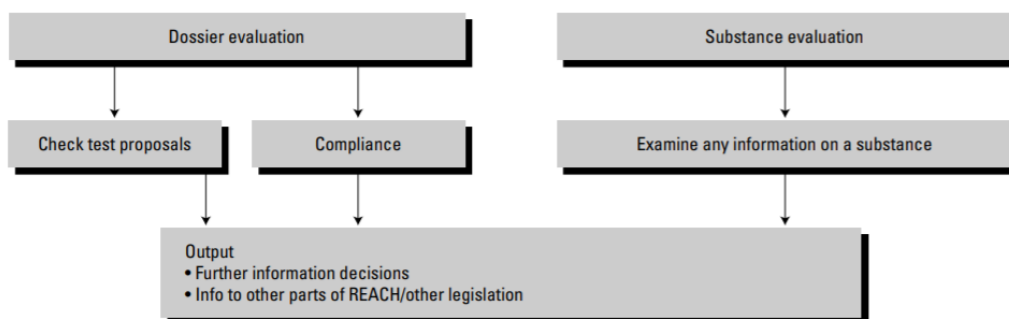 Dossier evaluation
Substance evaluation
Check test proposals
Compliance
Examine any information on a substance
Output
• Further information decisions
• Info to other parts of REACH/other legislation